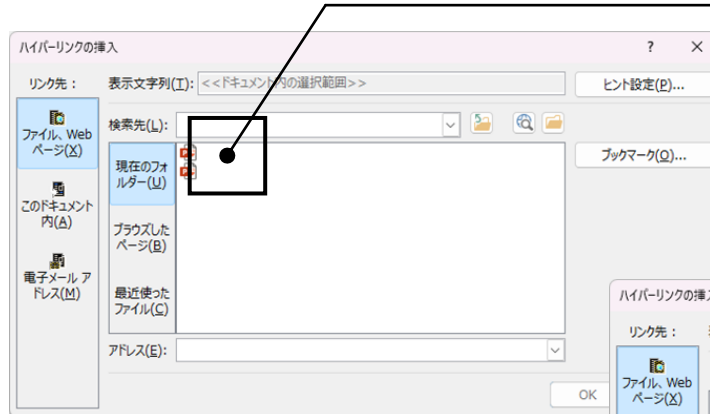 ハイパーリンクの挿入
?
×
リンク先：
表示文字列(T):
<<ドキュメント内の選択範囲>>
ヒント設定(P)...
ファイル、Web
ページ(X)
検索先(L):
ブックマーク(O)...
現在のフォ
ルダー(U)
このドキュメント
内(A)
ブラウズした
ページ(B)
電子メール ア
ドレス(M)
最近使った
ファイル(C)
アドレス(E):
OK
ハイパーリンクの挿
リンク先：
ファイル、Web
ページ(X)